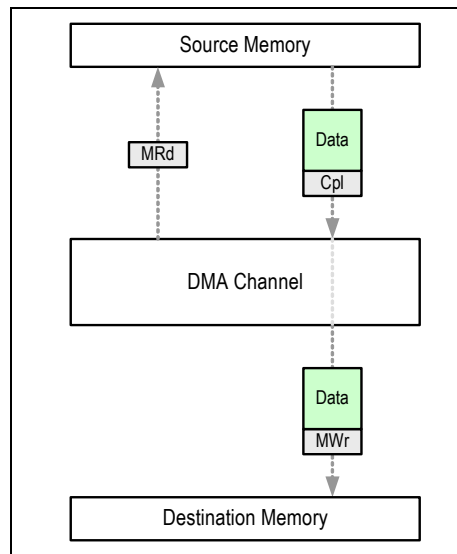 Source Memory
MRd
Data
Cpl
DMA Channel
Data
MWr
Destination Memory